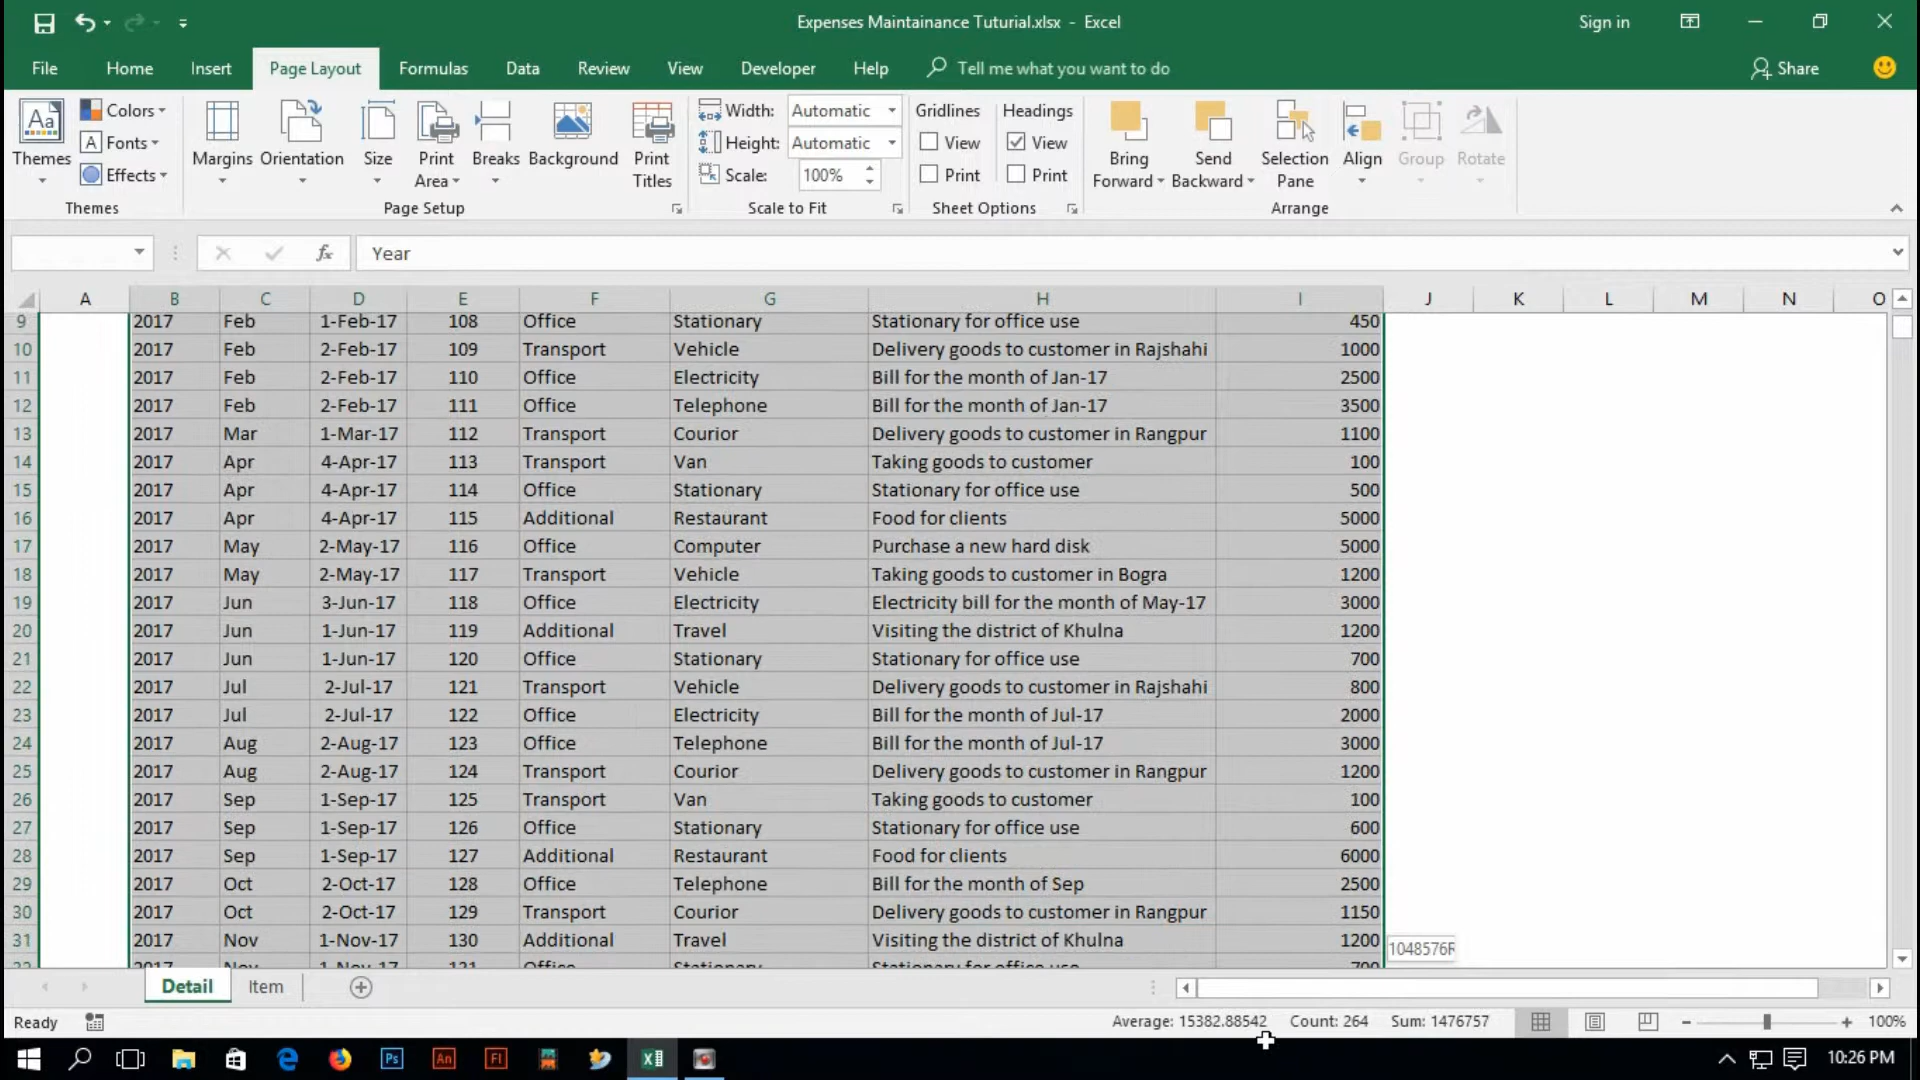 Expenses Maintainance Tuturial.xlsx - Excel
Sign in
File Home Insert Page Layout Formulas Data Review View Developer Help Tell me what you want to do Share
Aa Themes
Colors
A Fonts
Effects
Themes
Margins Orientation Size Print Area Breaks Background Print Titles
Page Setup
Width: Automatic
Height: Automatic
Scale: 100%
Scale to Fit
Gridlines Headings
View View
Print Print
Sheet Options
Bring Forward Send Backward Selection Pane Align Group Rotate
Arrange
fx Year
A B C D E F G H I J K L M N O
9 2017 Feb 1-Feb-17 108 Office Stationary Stationary for office use 450
10 2017 Feb 2-Feb-17 109 Transport Vehicle Delivery goods to customer in Rajshahi 1000
11 2017 Feb 2-Feb-17 110 Office Electricity Bill for the month of Jan-17 2500
12 2017 Feb 2-Feb-17 111 Office Telephone Bill for the month of Jan-17 3500
13 2017 Mar 1-Mar-17 112 Transport Courior Delivery goods to customer in Rangpur 1100
14 2017 Apr 4-Apr-17 113 Transport Van Taking goods to customer 100
15 2017 Apr 4-Apr-17 114 Office Stationary Stationary for office use 500
16 2017 Apr 4-Apr-17 115 Additional Restaurant Food for clients 5000
17 2017 May 2-May-17 116 Office Computer Purchase a new hard disk 5000
18 2017 May 2-May-17 117 Transport Vehicle Taking goods to customer in Bogra 1200
19 2017 Jun 3-Jun-17 118 Office Electricity Electricity bill for the month of May-17 3000
20 2017 Jun 1-Jun-17 119 Additional Travel Visiting the district of Khulna 1200
21 2017 Jun 1-Jun-17 120 Office Stationary Stationary for office use 700
22 2017 Jul 2-Jul-17 121 Transport Vehicle Delivery goods to customer in Rajshahi 800
23 2017 Jul 2-Jul-17 122 Office Electricity Bill for the month of Jul-17 2000
24 2017 Aug 2-Aug-17 123 Office Telephone Bill for the month of Jul-17 3000
25 2017 Aug 2-Aug-17 124 Transport Courior Delivery goods to customer in Rangpur 1200
26 2017 Sep 1-Sep-17 125 Transport Van Taking goods to customer 100
27 2017 Sep 1-Sep-17 126 Office Stationary Stationary for office use 600
28 2017 Sep 1-Sep-17 127 Additional Restaurant Food for clients 6000
29 2017 Oct 2-Oct-17 128 Office Telephone Bill for the month of Sep 2500
30 2017 Oct 2-Oct-17 129 Transport Courior Delivery goods to customer in Rangpur 1150
31 2017 Nov 1-Nov-17 130 Additional Travel Visiting the district of Khulna 1200
1048576R
Detail Item
Ready Average: 15382.88542 Count: 264 Sum: 1476757 100%
Ps An Fl 10:26 PM